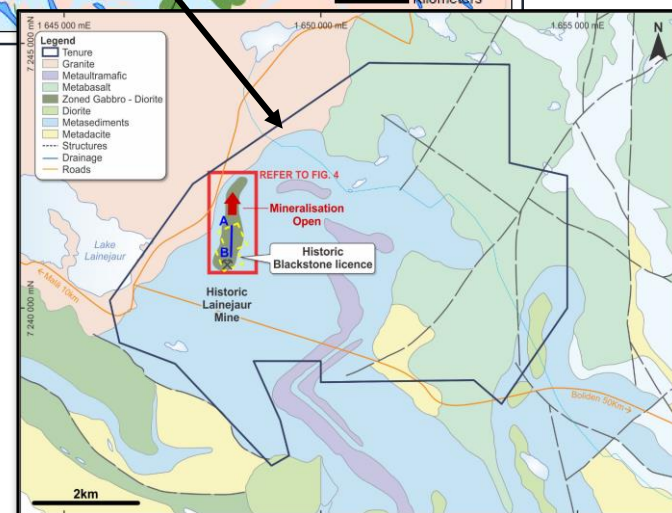 Kilometers
1 645 000 mE
1 650 000 mE
1 655 000 mE
7 245 000 mN
7 240 000 mN
N
Legend
Tenure
Granite
Metaultramafic
Metabasalt
Zoned Gabbro - Diorite
Diorite
Metasediments
Metadacite
Structures
Drainage
Roads
REFER TO FIG. 4
Mineralisation
Open
A
B
Historic
Blackstone licence
Historic
Lainejaur
Mine
Lake
Lainejaur
Malå 10km
Boliden 50Km
2km